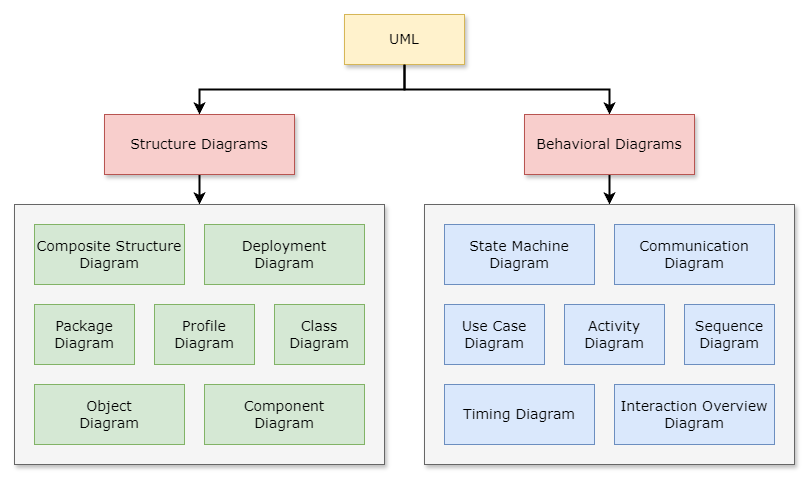 UML
Structure Diagrams
Behavioral Diagrams
Composite Structure
Diagram
Deployment
Diagram
Package
Diagram
Profile
Diagram
Class
Diagram
Object
Diagram
Component
Diagram
State Machine
Diagram
Communication
Diagram
Use Case
Diagram
Activity
Diagram
Sequence
Diagram
Timing Diagram
Interaction Overview
Diagram